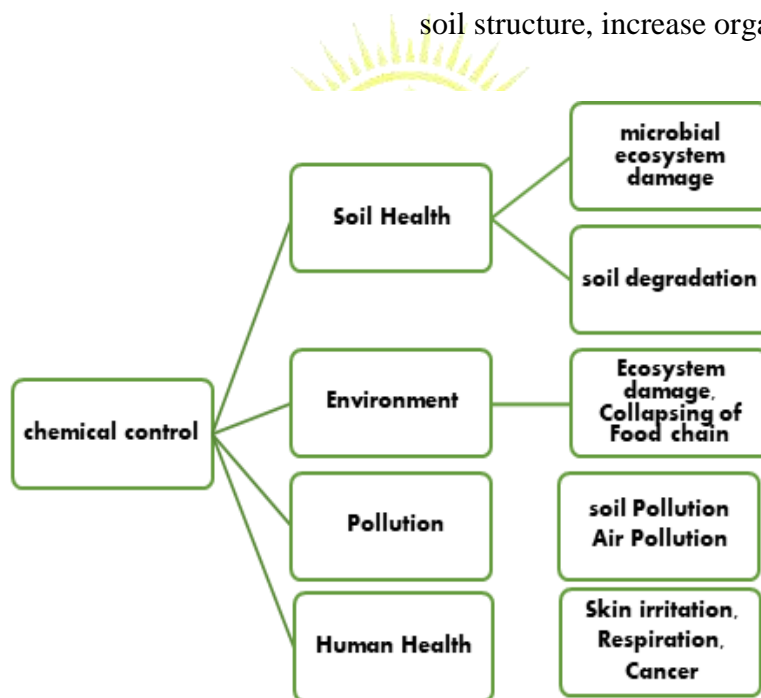 soil structure, increase orga
microbial
ecosystem
damage
Soil Health
soil degradation
Environment
Ecosystem
damage,
Collapsing of
Food chain
chemical control
Pollution
soil Pollution
Air Pollution
Human Health
Skin irritation,
Respiration,
Cancer